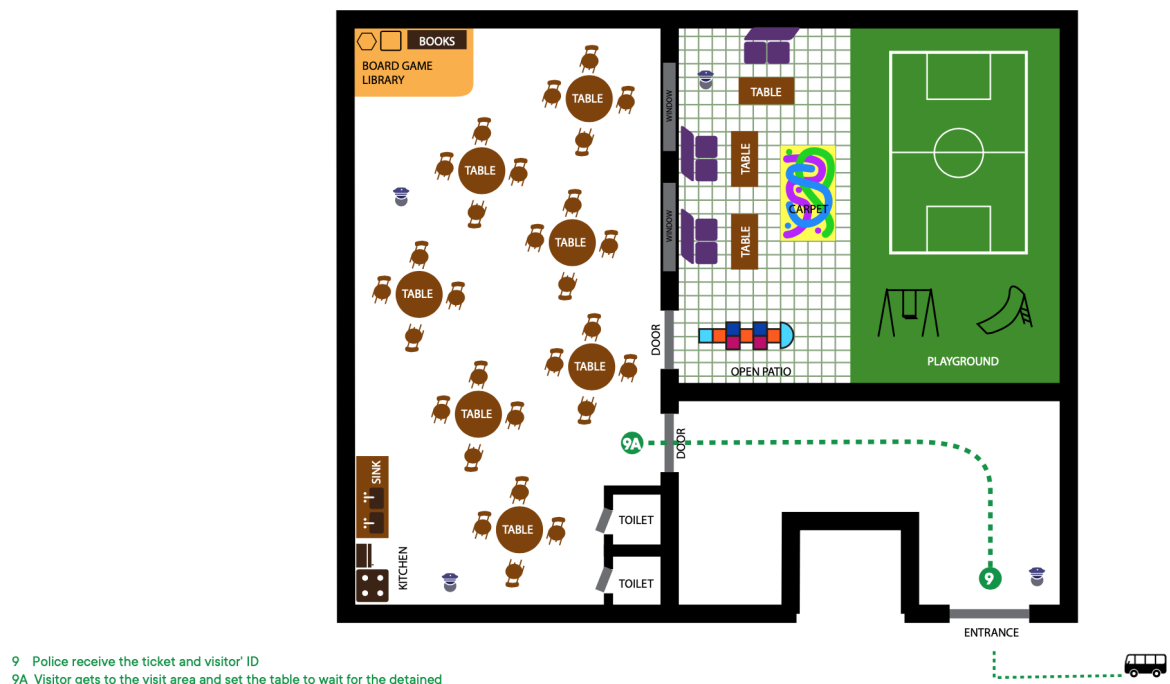 BOOKS
BOARD GAME
LIBRARY
TABLE
TABLE
TABLE
TABLE
TABLE
TABLE
TABLE
WINDOW
WINDOW
TABLE
TABLE
TABLE
CARPET
DOOR
OPEN PATIO
PLAYGROUND
9A
DOOR
SINK
KITCHEN
TOILET
TOILET
9
ENTRANCE
9 Police receive the ticket and visitor' ID
9A Visitor gets to the visit area and set the table to wait for the detained